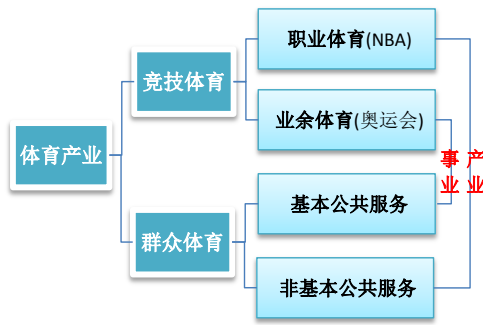 体育产业
竞技体育
群众体育
职业体育(NBA)
业余体育(奥运会)
基本公共服务
非基本公共服务
事业
产业